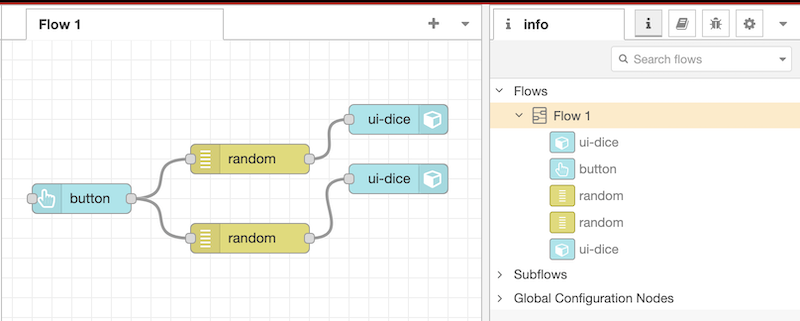 Flow 1
info
i
Search flows
Flows
Flow 1
ui-dice
button
random
random
ui-dice
Subflows
Global Configuration Nodes
ui-dice
random
ui-dice
button
random